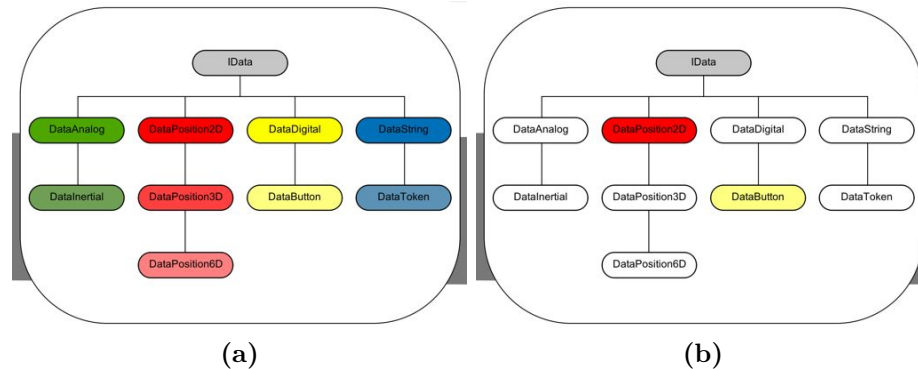 IData
DataAnalog DataPosition2D DataDigital DataString
DataInertial DataPosition3D DataButton DataToken
DataPosition6D
(a)
IData
DataAnalog DataPosition2D DataDigital DataString
DataInertial DataPosition3D DataButton DataToken
DataPosition6D
(b)